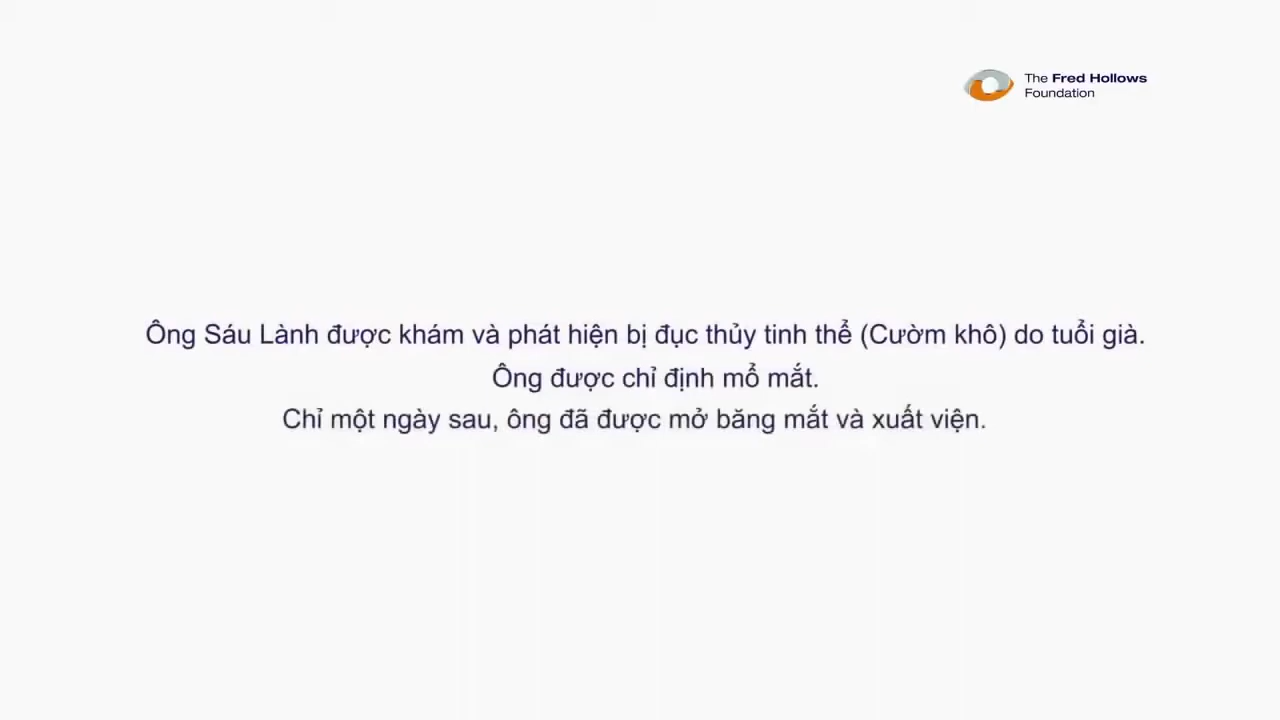 The Fred Hollows
Foundation
Ông Sáu Lành được khám và phát hiện bị đục thủy tinh thể (Cườm khô) do tuổi già.
Ông được chỉ định mổ mắt.
Chỉ một ngày sau, ông đã được mở băng mắt và xuất viện.